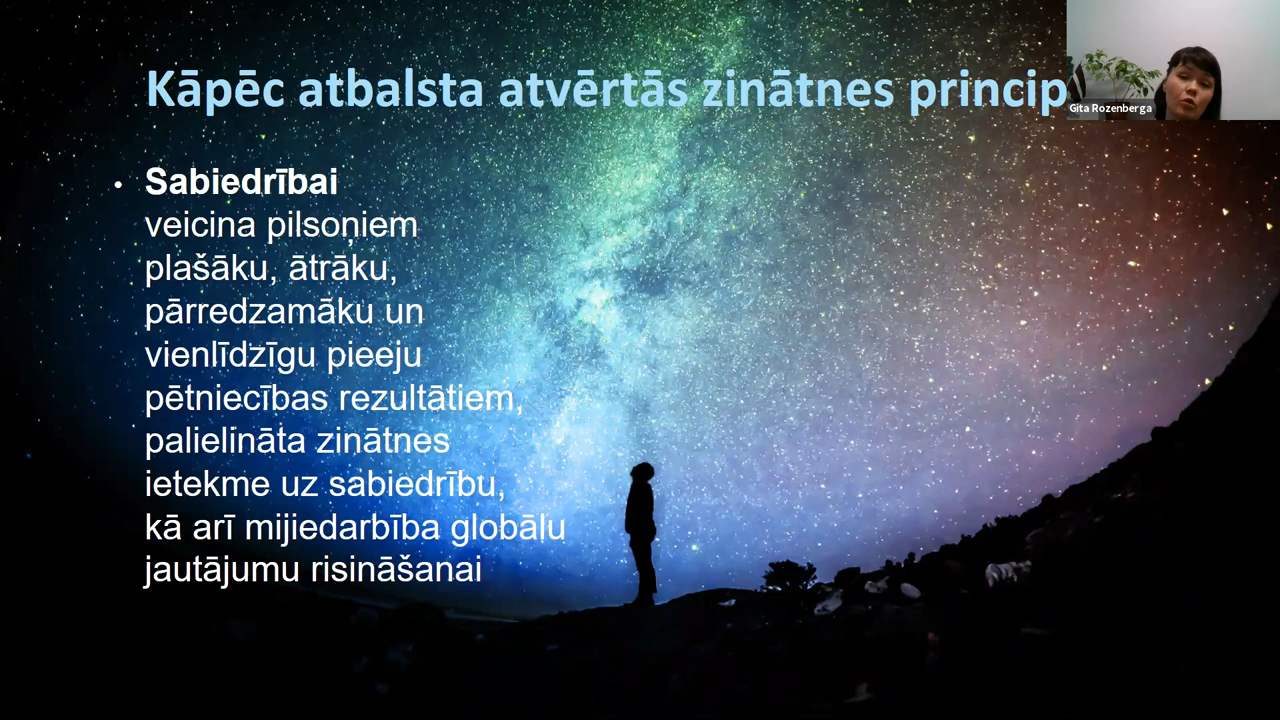 Kāpēc atbalsta atvērtās zinātnes princip
Gita Rozenberga
• Sabiedrībai
veicina pilsoņiem
plašāku, ātrāku,
pārredzamāku un
vienlīdzīgu pieeju
pētniecības rezultātiem,
palielināta zinātnes
ietekme uz sabiedrību,
kā arī mijiedarbība globālu
jautājumu risināšanai